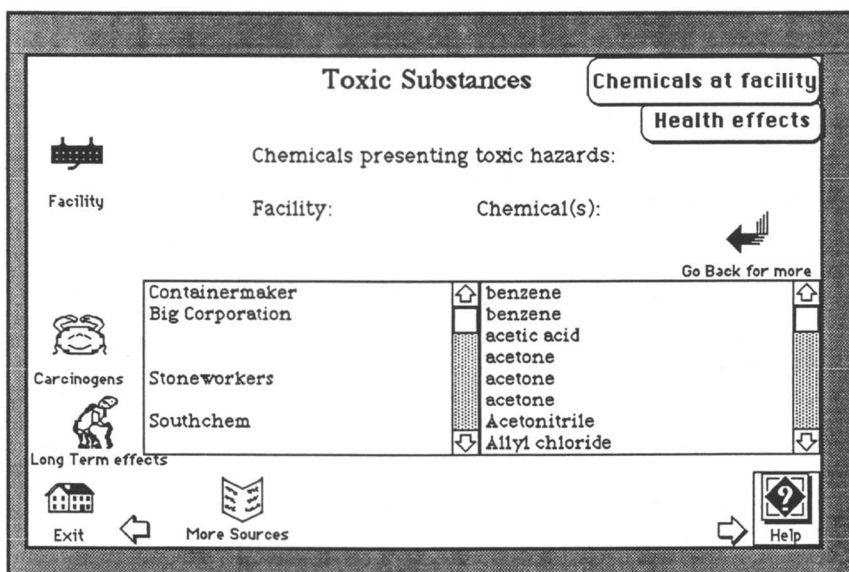 Toxic Substances
Chemicals at facility
Health effects
Chemicals presenting toxic hazards:
Facility
Facility:
Chemical(s):
Go Back for more
Containermaker
benzene
Big Corporation
benzene
acetic acid
acetone
Carcinogens
Stoneworkers
acetone
acetone
Southchem
Acetonitrile
Allyl chloride
Long Term effects
Exit
More Sources
?
Help